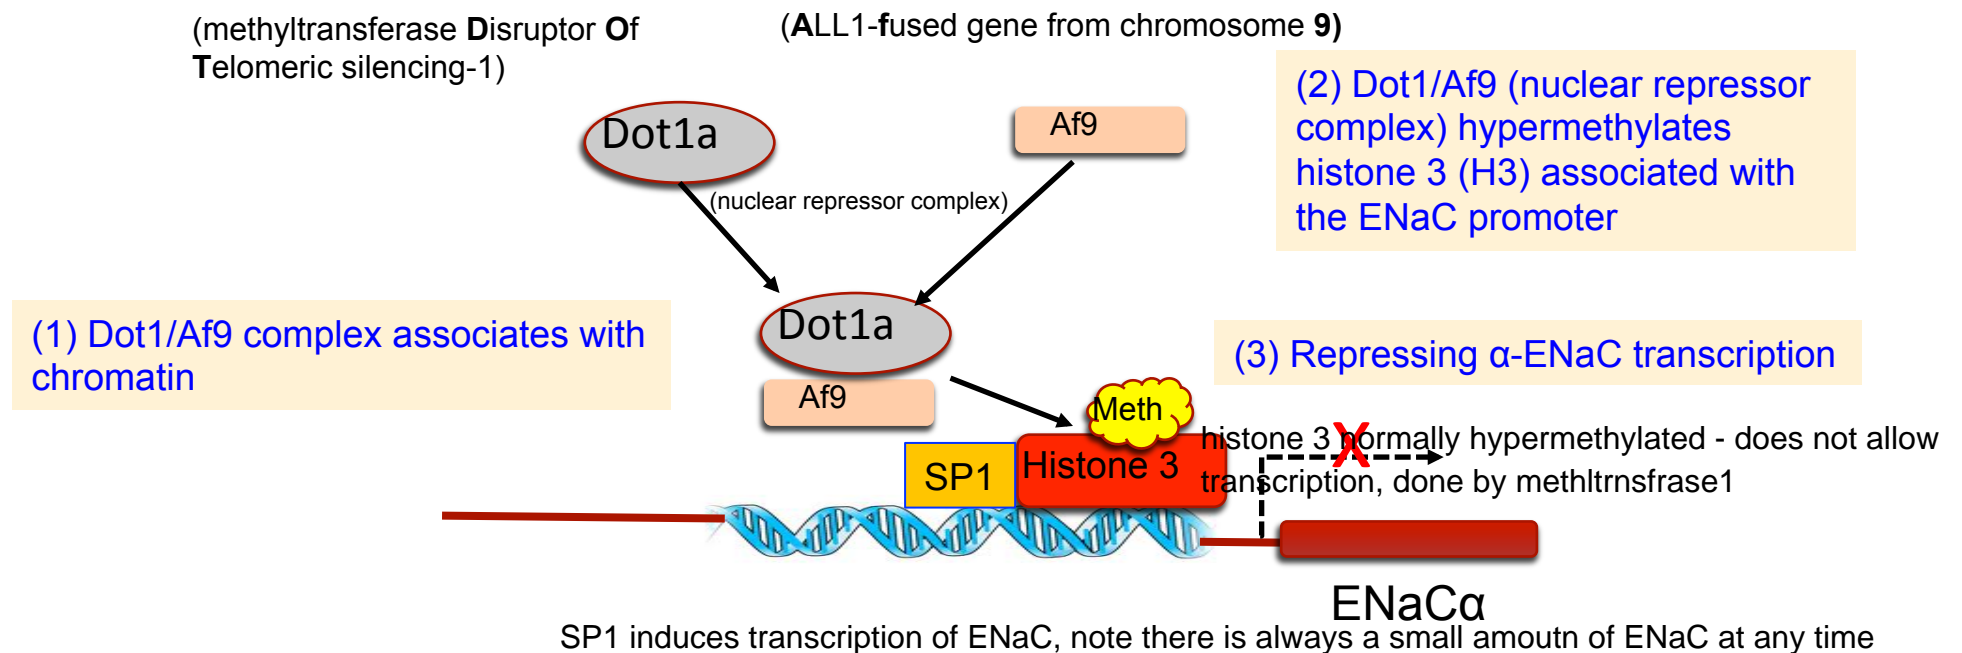 (methyltransferase Disruptor Of
Telomeric silencing-1)
(ALL1-fused gene from chromosome 9)
(2) Dot1/Af9 (nuclear repressor
complex) hypermethylates
histone 3 (H3) associated with
the ENaC promoter
Dot1a
Af9
(nuclear repressor complex)
(1) Dot1/Af9 complex associates with
chromatin
Dot1a
Af9
(3) Repressing α-ENaC transcription
Meth
histone 3 normally hypermethylated - does not allow
transcription, done by methltrnsfrase1
X
SP1
Histone 3
ENaCα
SP1 induces transcription of ENaC, note there is always a small amoutn of ENaC at any time